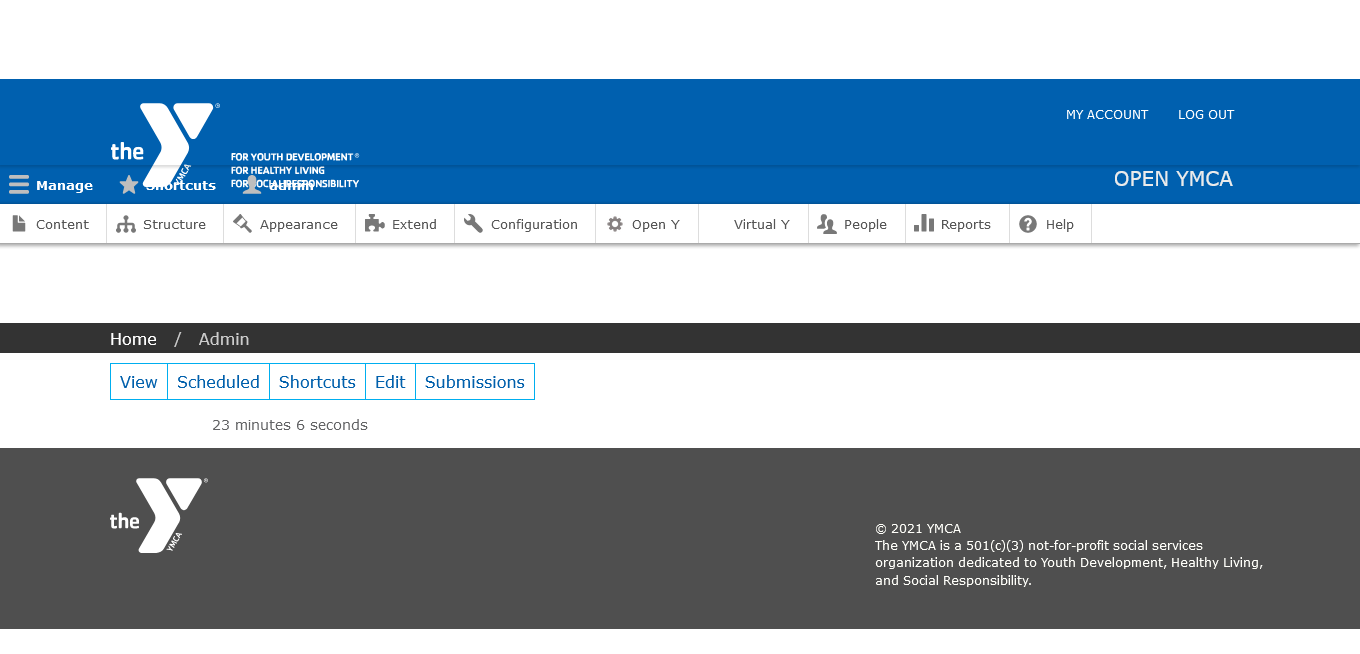 MY ACCOUNT LOG OUT
the YMCA ®
FOR YOUTH DEVELOPMENT®
FOR HEALTHY LIVING
FOR SOCIAL RESPONSIBILITY
Manage Shortcuts admin
OPEN YMCA
Content Structure Appearance Extend Configuration Open Y Virtual Y People Reports Help
Home / Admin
View Scheduled Shortcuts Edit Submissions
23 minutes 6 seconds
the YMCA ®
© 2021 YMCA
The YMCA is a 501(c)(3) not-for-profit social services
organization dedicated to Youth Development, Healthy Living,
and Social Responsibility.